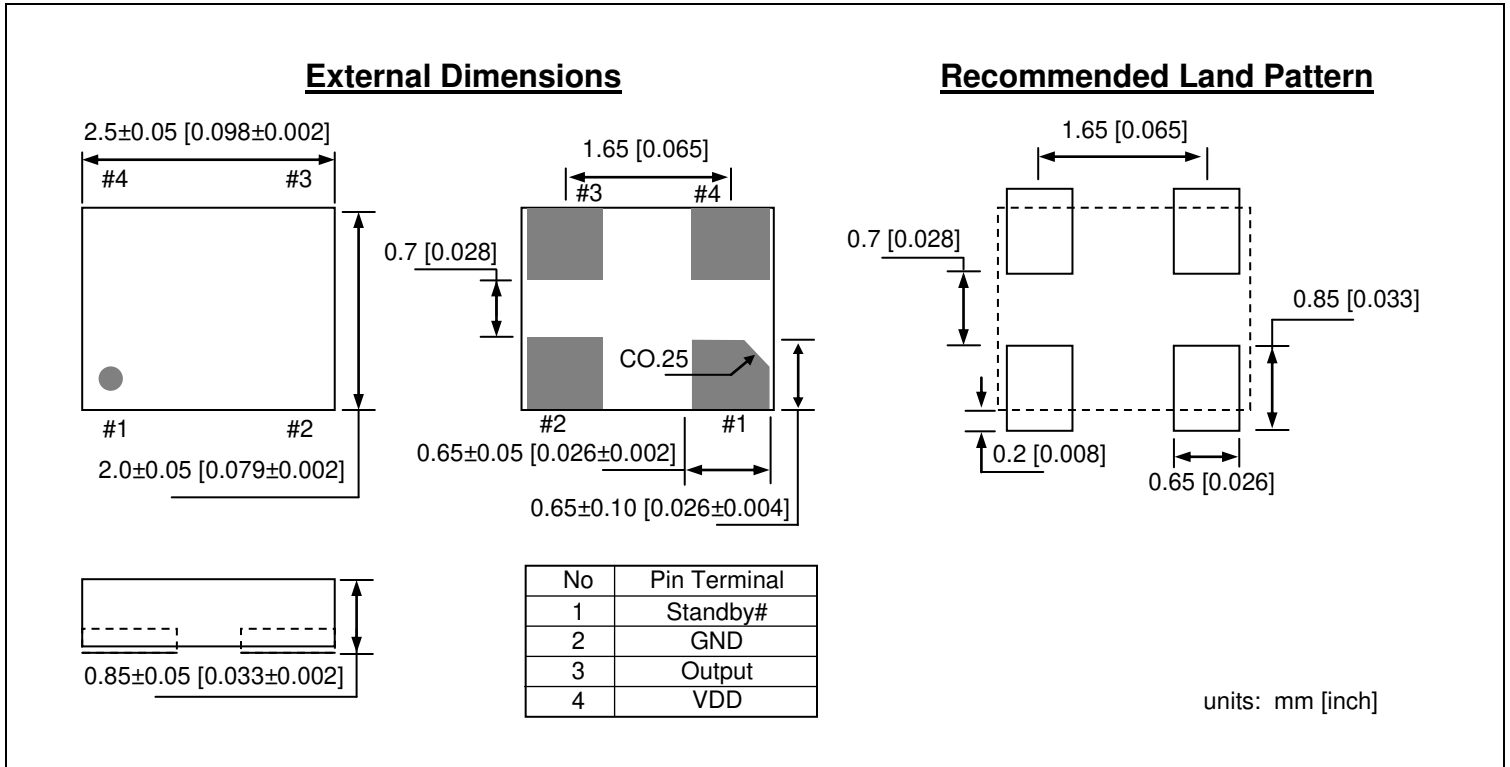 External Dimensions
2.5±0.05 [0.098±0.002]
#4 #3
#1 #2
2.0±0.05 [0.079±0.002]
1.65 [0.065]
#3 #4
0.7 [0.028]
CO.25
#2 #1
0.65±0.05 [0.026±0.002]
0.65±0.10 [0.026±0.004]
Recommended Land Pattern
1.65 [0.065]
0.7 [0.028]
0.85 [0.033]
0.2 [0.008]
0.65 [0.026]
0.85±0.05 [0.033±0.002]
No Pin Terminal
1 Standby#
2 GND
3 Output
4 VDD
units: mm [inch]